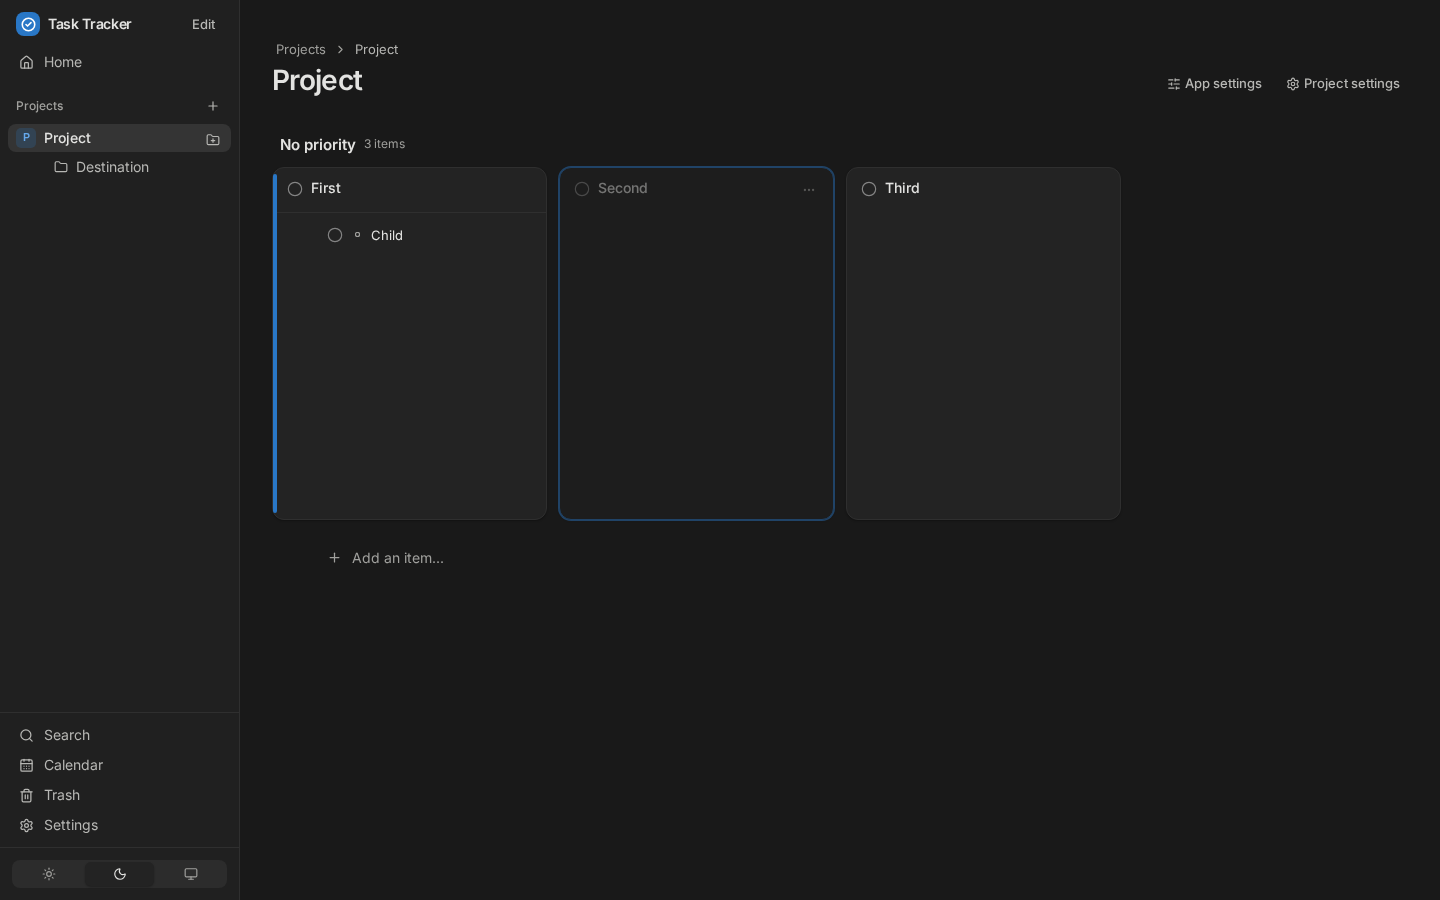 Task Tracker
Edit
Home
Projects
P
Project
Destination
Search
Calendar
Trash
Settings
Projects > Project
Project
App settings
Project settings
No priority 3 items
First
Child
Second
Third
Add an item...